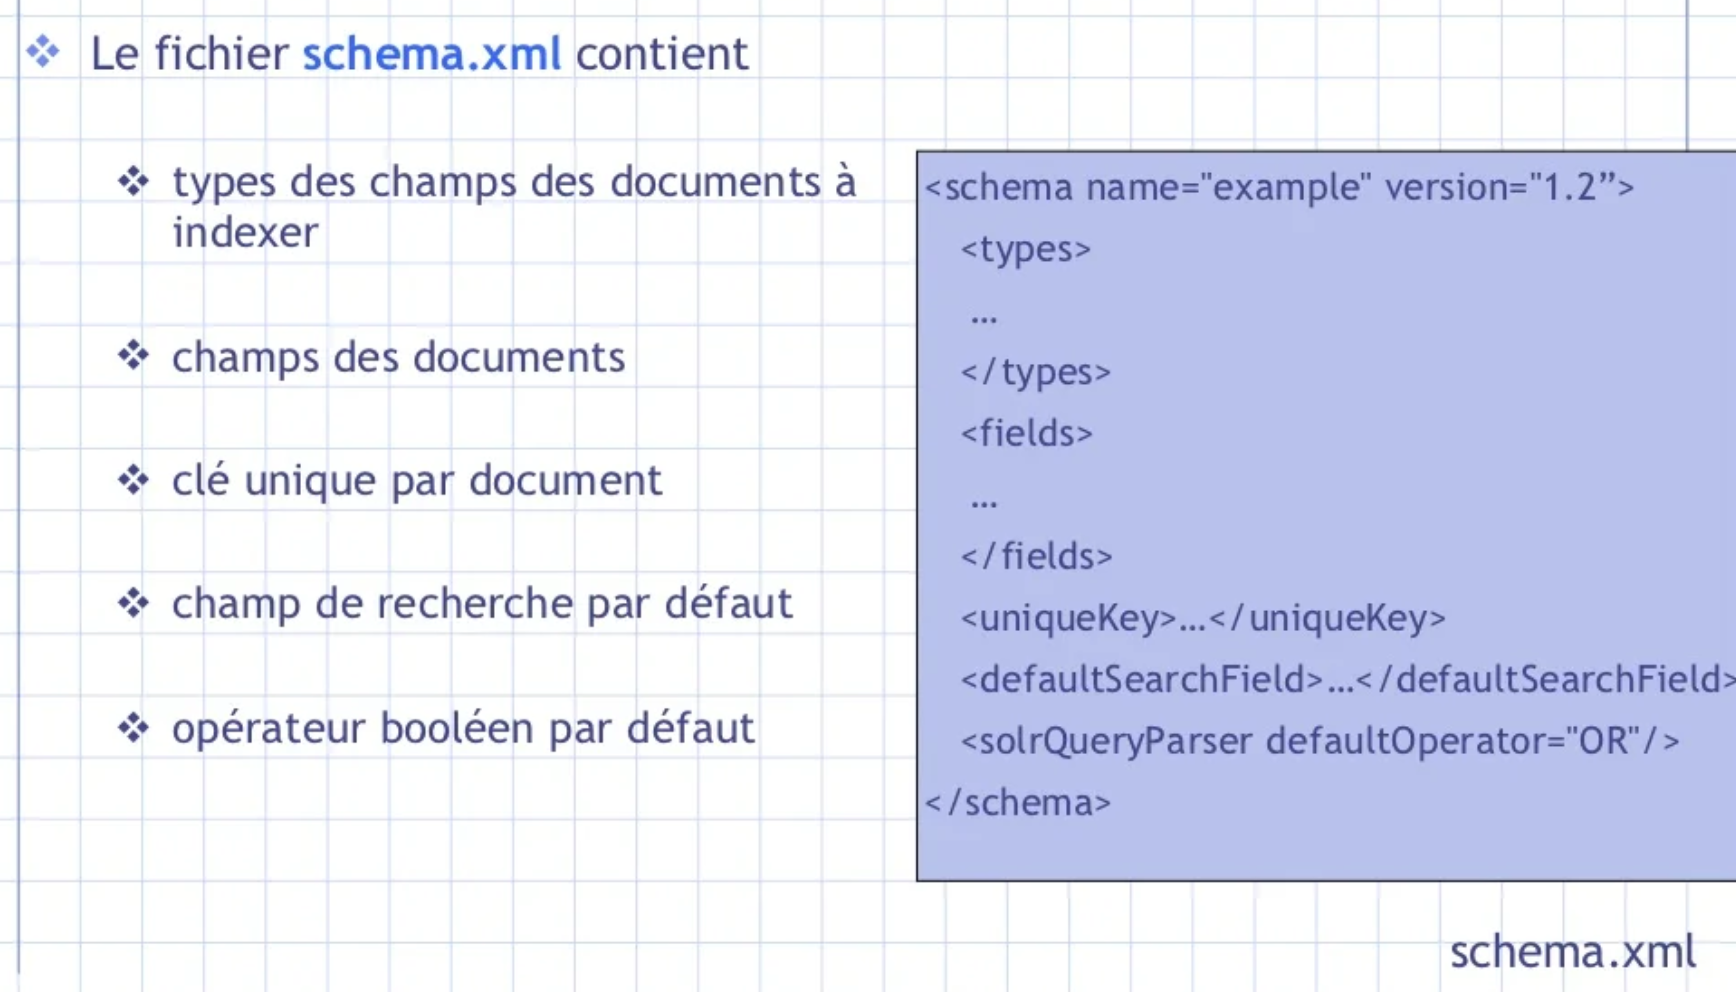 Le fichier schema.xml contient
types des champs des documents à
indexer
champs des documents
clé unique par document
champ de recherche par défaut
opérateur booléen par défaut
<schema name="example" version="1.2”>
<types>
...
</types>
<fields>
...
</fields>
<uniqueKey>...</uniqueKey>
<defaultSearchField>...</defaultSearchField>
<solrQueryParser defaultOperator="OR"/>
</schema>
schema.xml